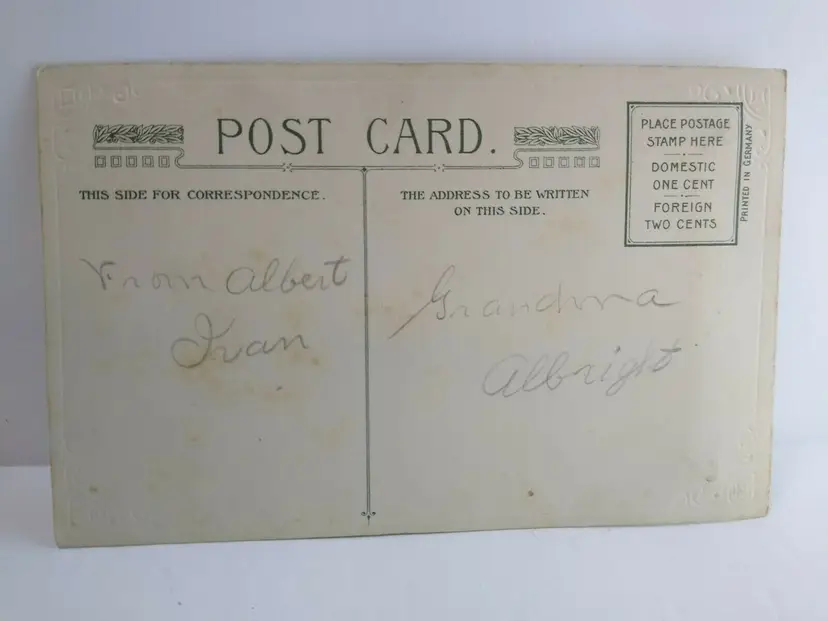 POST CARD.
THIS SIDE FOR CORRESPONDENCE.
THE ADDRESS TO BE WRITTEN
ON THIS SIDE.
PLACE POSTAGE
STAMP HERE
DOMESTIC
ONE CENT
FOREIGN
TWO CENTS
PRINTED IN GERMANY
From Albert
Ivan
Grandma
Albright